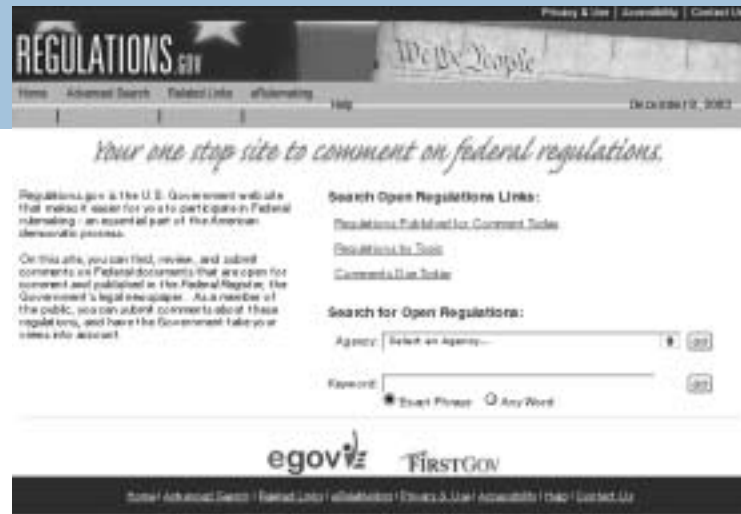 Privacy & Use | Accessibility | Contact Us
REGULATIONS.GOV
We the People
Home Advanced Search Related Links eRulemaking Help
Your one stop site to comment on federal regulations.
Regulations.gov is the U.S. Government web site
that makes it easier for you to participate in Federal
rulemaking - an essential part of the American
democratic process.
On this site, you can find, review, and submit
comments on Federal documents that are open for
comment and published in the Federal Register, the
Government's legal newspaper. As a member of
the public, you can submit comments about these
regulations, and have the Government take your
views into account.
Search Open Regulations Links:
Regulations Published for Comment Today
Regulations by Topic
Comments Due Today
Search for Open Regulations:
Agency: Select an Agency...
Keyword:
Exact Phrase Any Word
egov FIRSTGOV
Home | Advanced Search | Related Links | eRulemaking | Privacy & Use | Accessibility | Help | Contact Us